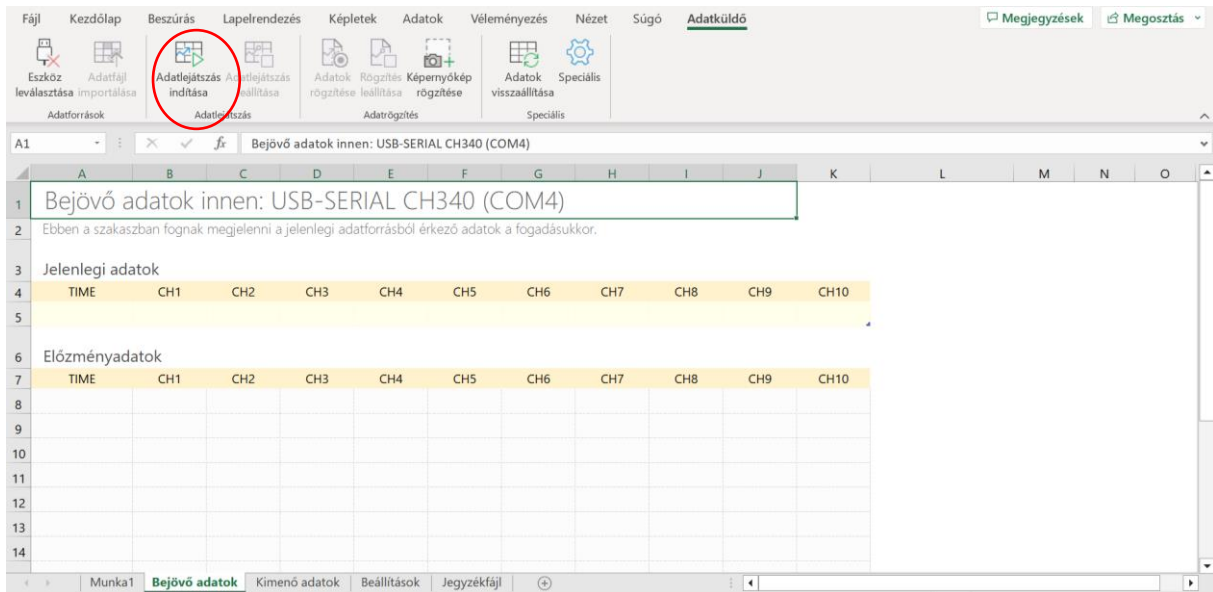 Fájl Kezdőlap Beszúrás Lapelrendezés Képletek Adatok Véleményezés Nézet Súgó Adatküldő Megjegyzések Megosztás
Eszköz leválasztása
Adatfájl importálása
Adatlejátszás indítása
Adatlejátszás leállítása
Adatok rögzítése
Rögzítés leállítása
Képernyőkép rögzítése
Adatok visszaállítása
Speciális
Adatforrások Adatlejátszás Adatrögzítés Speciális
A1 fx Bejövő adatok innen: USB-SERIAL CH340 (COM4)
A B C D E F G H I J K L M N O
1 Bejövő adatok innen: USB-SERIAL CH340 (COM4)
2 Ebben a szakaszban fognak megjelenni a jelenlegi adatforrásból érkező adatok a fogadásukkor.
3 Jelenlegi adatok
4 TIME CH1 CH2 CH3 CH4 CH5 CH6 CH7 CH8 CH9 CH10
5
6 Előzményadatok
7 TIME CH1 CH2 CH3 CH4 CH5 CH6 CH7 CH8 CH9 CH10
8
9
10
11
12
13
14
Munka1 Bejövő adatok Kimenő adatok Beállítások Jegyzékfájl